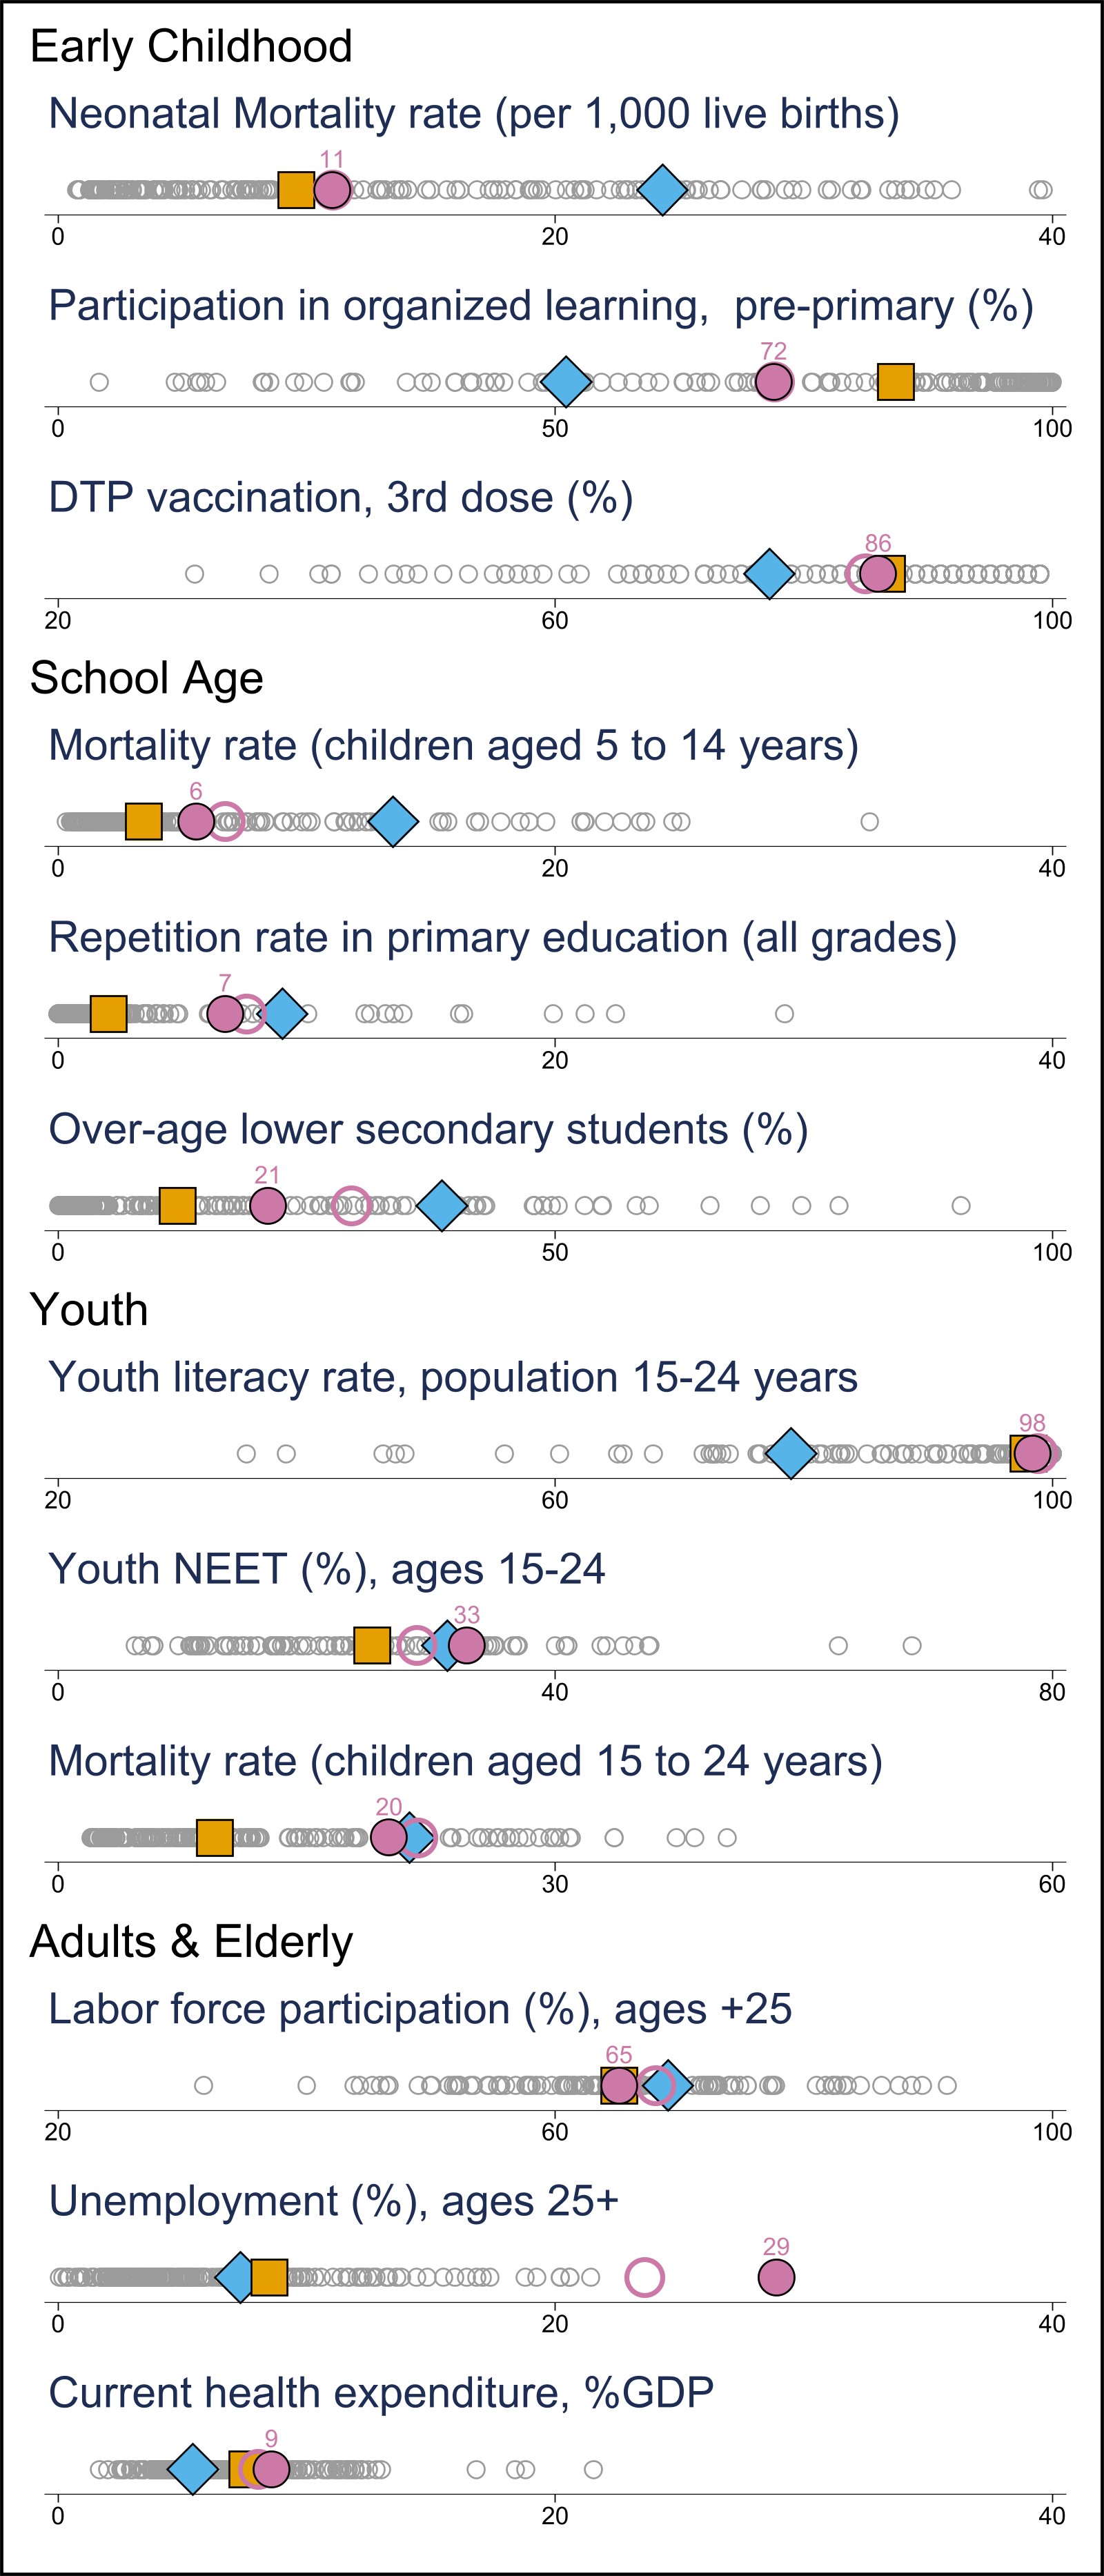 Early Childhood
Neonatal Mortality rate (per 1,000 live births)
11
0 20 40
Participation in organized learning, pre-primary (%)
72
0 50 100
DTP vaccination, 3rd dose (%)
86
20 60 100
School Age
Mortality rate (children aged 5 to 14 years)
6
0 20 40
Repetition rate in primary education (all grades)
7
0 20 40
Over-age lower secondary students (%)
21
0 50 100
Youth
Youth literacy rate, population 15-24 years
98
20 60 100
Youth NEET (%), ages 15-24
33
0 40 80
Mortality rate (children aged 15 to 24 years)
20
0 30 60
Adults & Elderly
Labor force participation (%), ages +25
65
20 60 100
Unemployment (%), ages 25+
29
0 20 40
Current health expenditure, %GDP
9
0 20 40